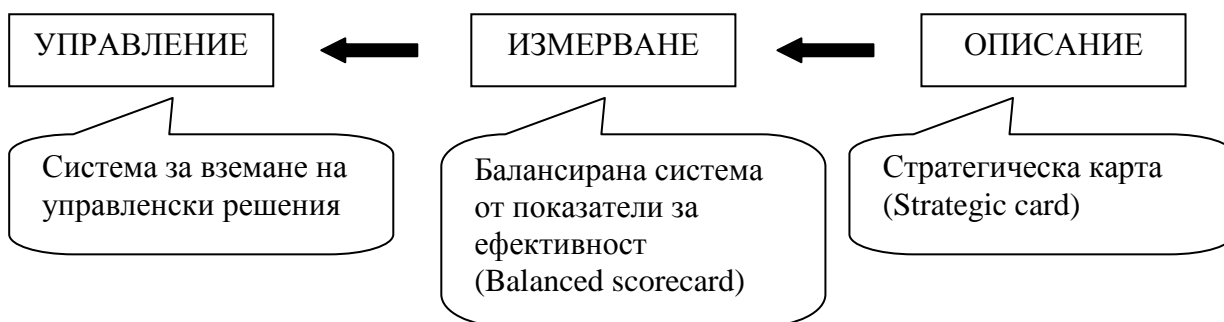 УПРАВЛЕНИЕ
ИЗМЕРВАНЕ
ОПИСАНИЕ
Система за вземане на
управленски решения
Балансирана система
от показатели за
ефективност
(Balanced scorecard)
Стратегическа карта
(Strategic card)